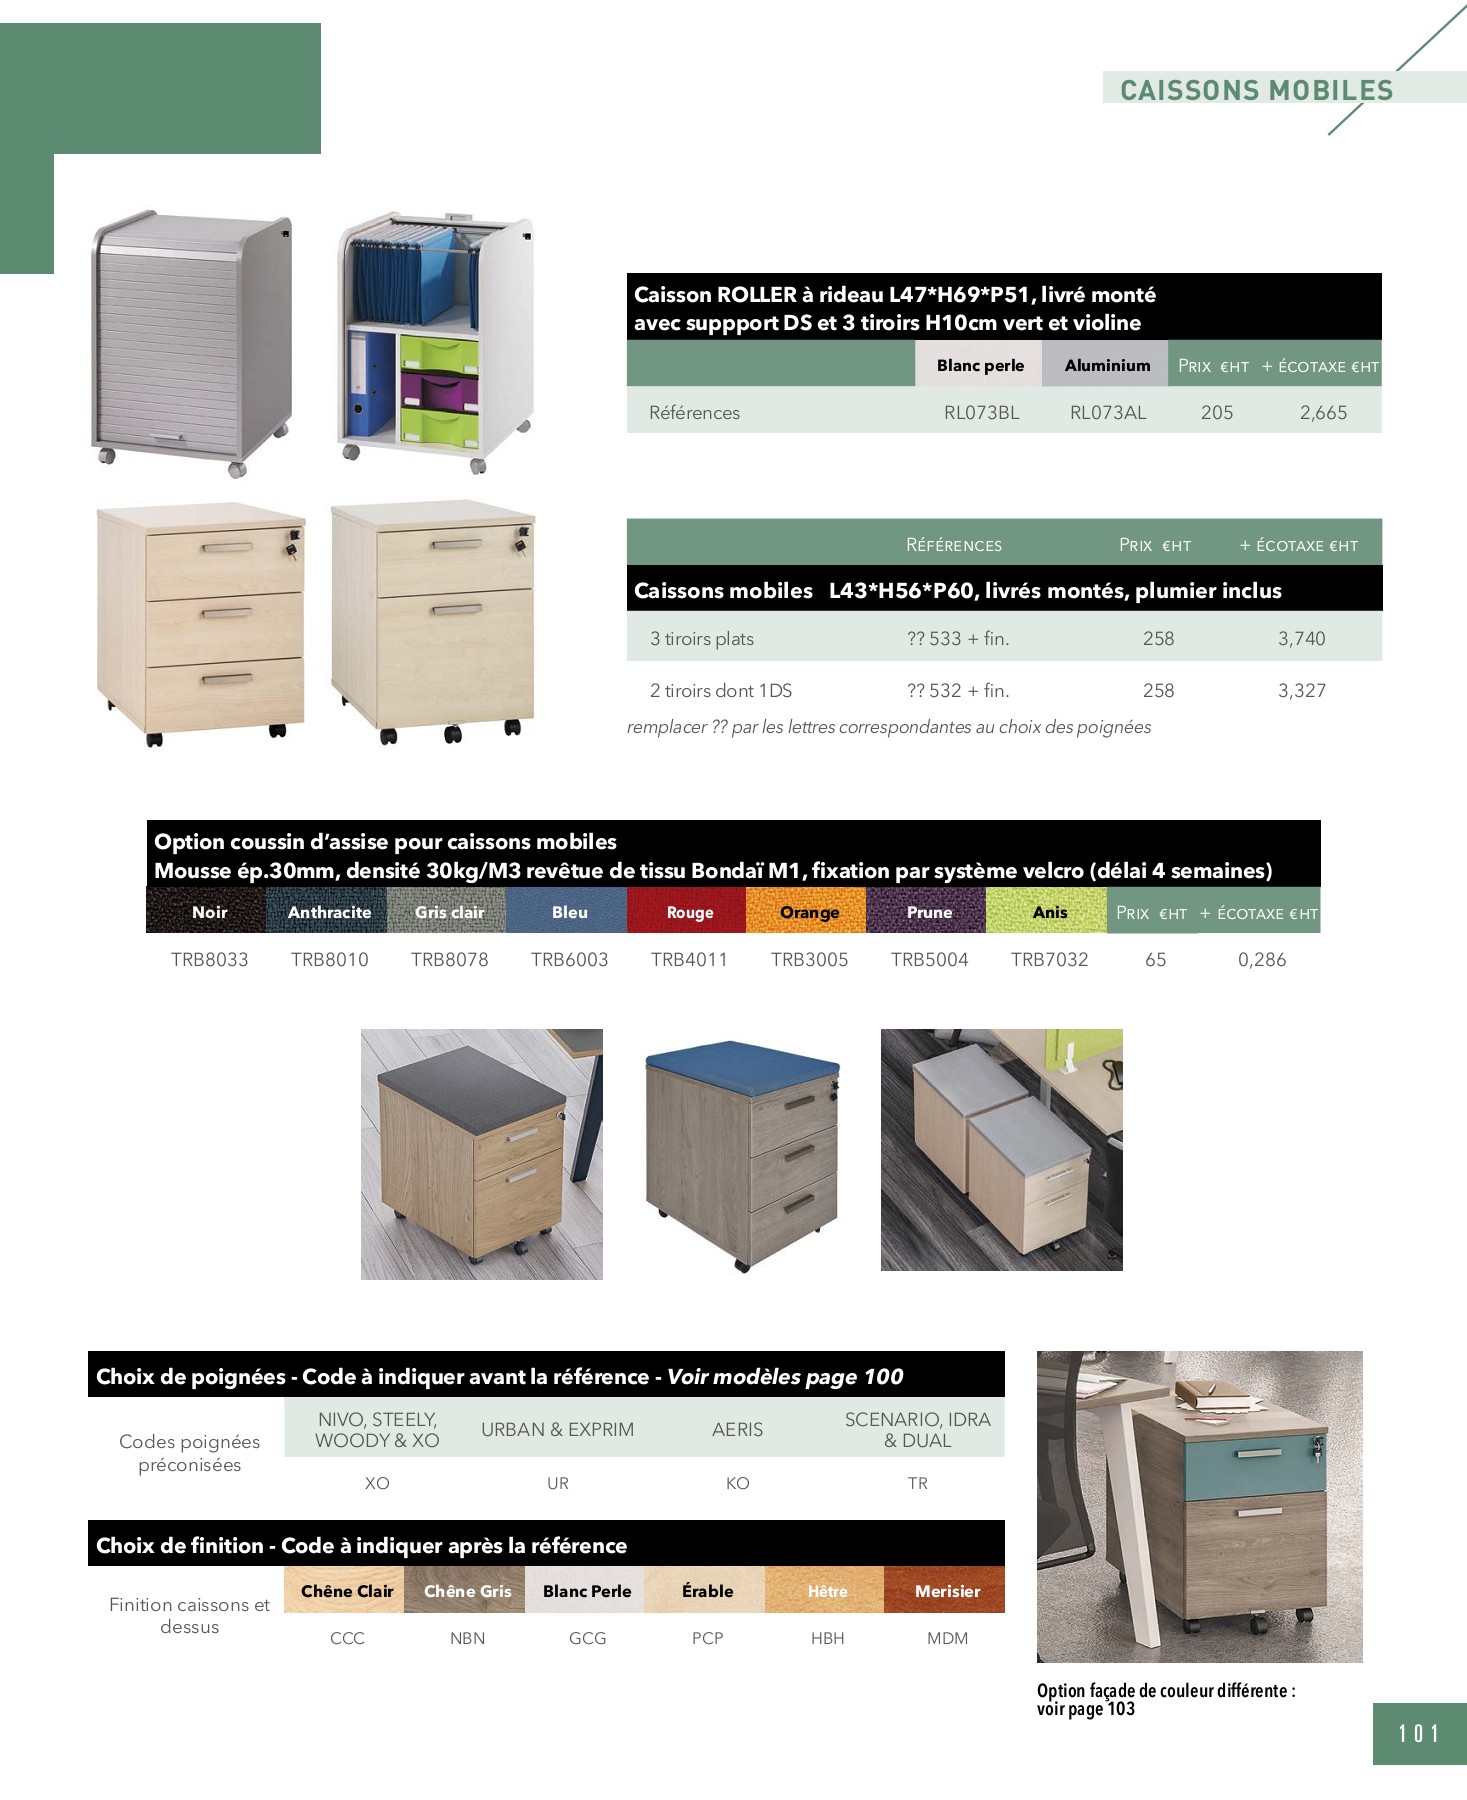 CAISSONS MOBILES
Caisson ROLLER à rideau L47*H69*P51, livré monté
avec suppport DS et 3 tiroirs H10cm vert et violine
Blanc perle Aluminium Prix €HT + écotaxe €HT
Références RL073BL RL073AL 205 2,665
Références Prix €HT + écotaxe €HT
Caissons mobiles L43*H56*P60, livrés montés, plumier inclus
3 tiroirs plats ?? 533 + fin. 258 3,740
2 tiroirs dont 1DS ?? 532 + fin. 258 3,327
remplacer ?? par les lettres correspondantes au choix des poignées
Option coussin d’assise pour caissons mobiles
Mousse ép.30mm, densité 30kg/M3 revêtue de tissu Bondaï M1, fixation par système velcro (délai 4 semaines)
Noir Anthracite Gris clair Bleu Rouge Orange Prune Anis Prix €HT + écotaxe €HT
TRB8033 TRB8010 TRB8078 TRB6003 TRB4011 TRB3005 TRB5004 TRB7032 65 0,286
Choix de poignées - Code à indiquer avant la référence - Voir modèles page 100
Codes poignées
préconisées
NIVO, STEELY,
WOODY & XO
URBAN & EXPRIM
AERIS
SCENARIO, IDRA
& DUAL
XO UR KO TR
Choix de finition - Code à indiquer après la référence
Finition caissons et
dessus
Chêne Clair Chêne Gris Blanc Perle Érable Hêtre Merisier
CCC NBN GCG PCP HBH MDM
Option façade de couleur différente :
voir page 103
101